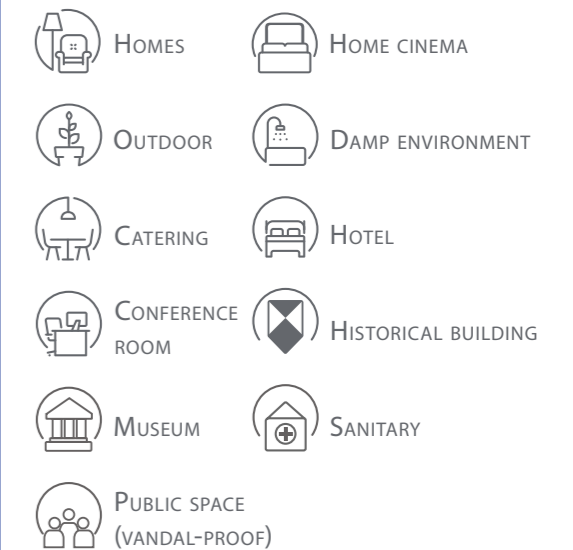 Homes
Home cinema
Outdoor
Damp environment
Catering
Hotel
Conference
room
Historical building
Museum
Sanitary
Public space
(vandal-proof)